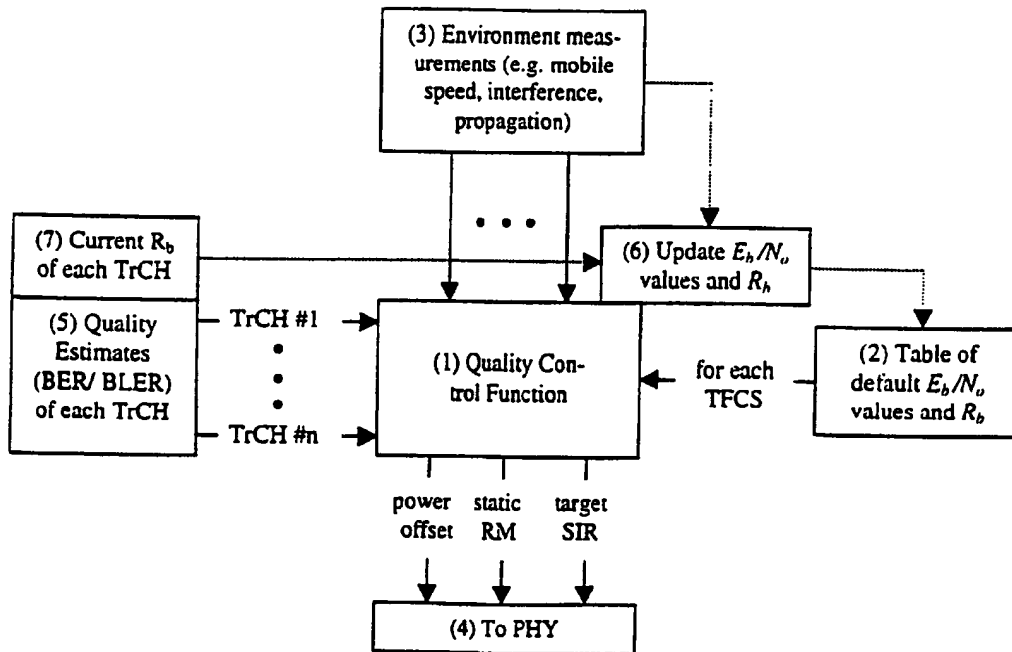 (3) Environment meas-
urements (e.g. mobile
speed, interference,
propagation)
(7) Current R_b
of each TrCH
(6) Update E_b/N_o
values and R_b
(5) Quality
Estimates
(BER/ BLER)
of each TrCH
TrCH #1
TrCH #n
(1) Quality Con-
trol Function
for each
TFCS
(2) Table of
default E_b/N_o
values and R_b
power
offset
static
RM
target
SIR
(4) To PHY